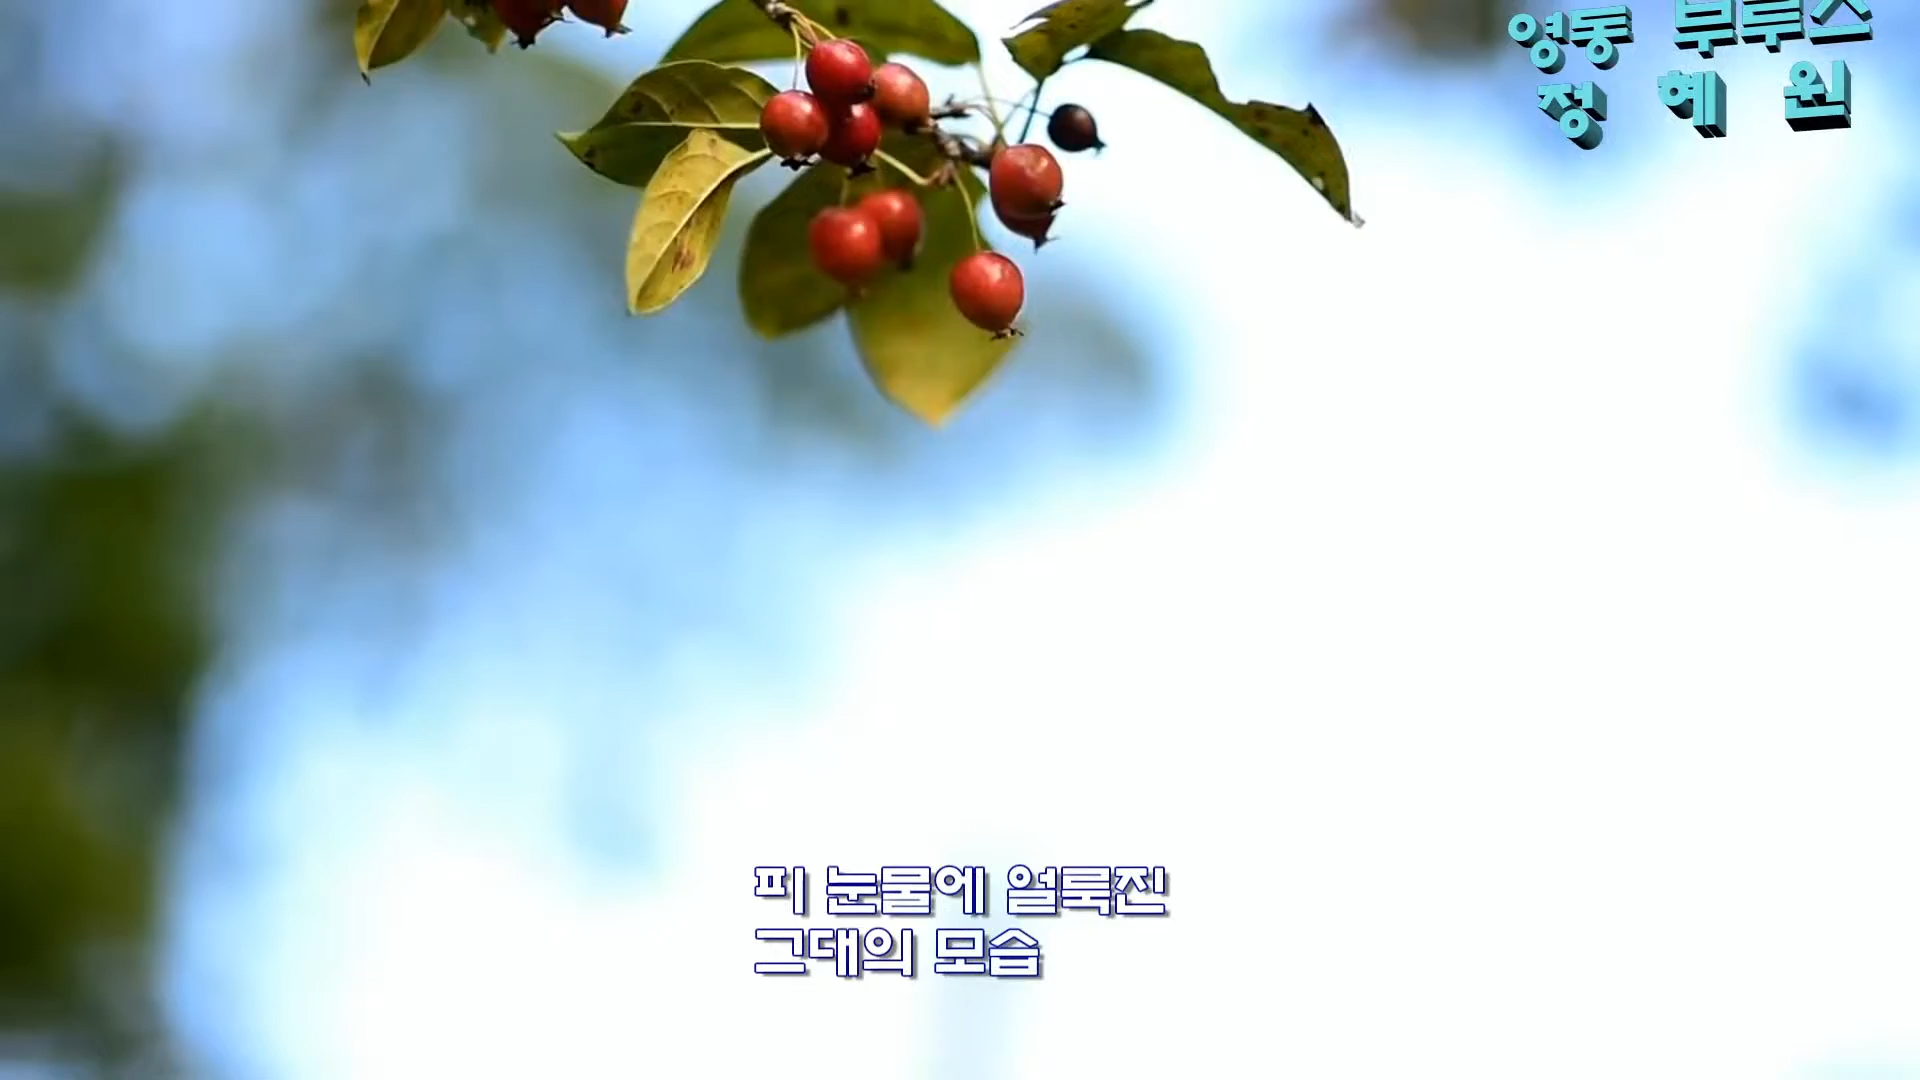 영동 부루스
정 혜 원
피 눈물에 얼룩진
그대의 모습